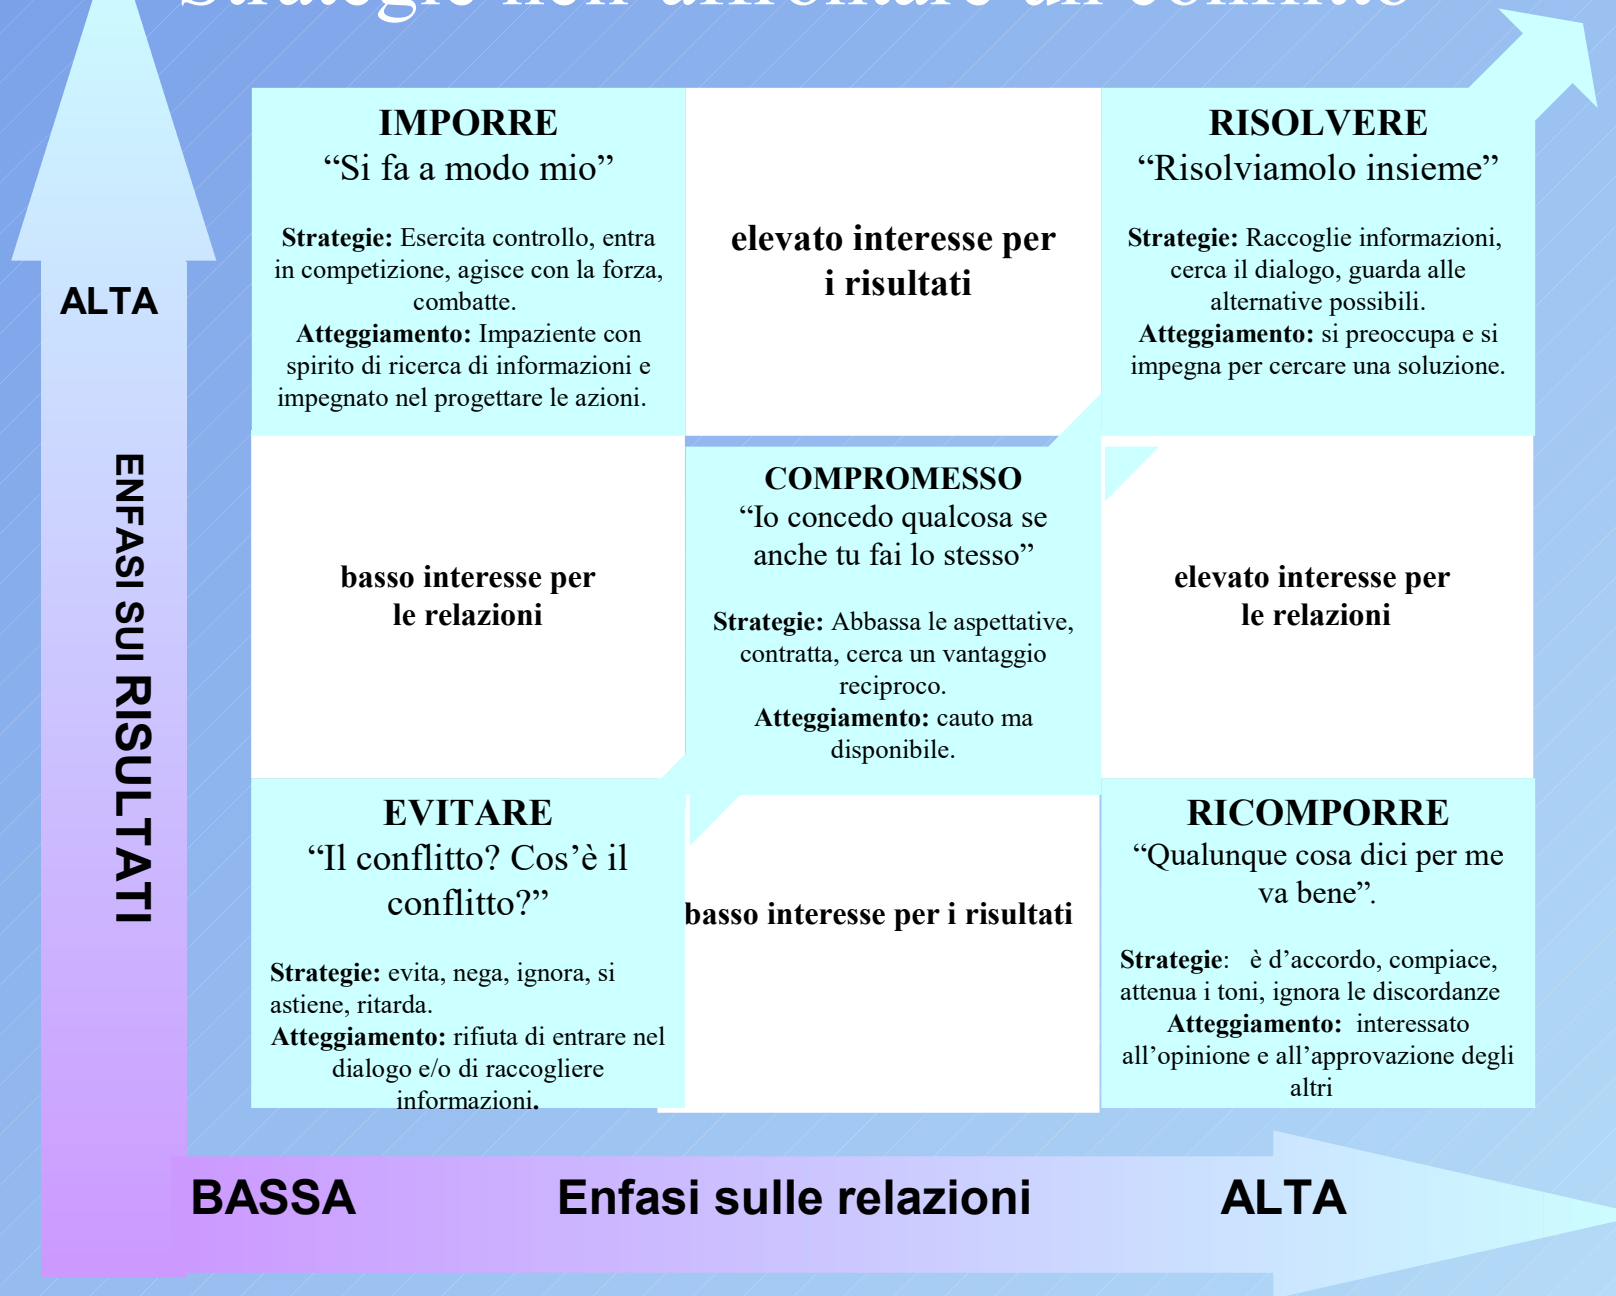 Strategie nell'affrontare un conflitto
IMPORRE
“Si fa a modo mio”
Strategie: Esercita controllo, entra
in competizione, agisce con la forza,
combatte.
Atteggiamento: Impaziente con
spirito di ricerca di informazioni e
impegnato nel progettare le azioni.
elevato interesse per
i risultati
RISOLVERE
“Risolviamolo insieme”
Strategie: Raccoglie informazioni,
cerca il dialogo, guarda alle
alternative possibili.
Atteggiamento: si preoccupa e si
impegna per cercare una soluzione.
ALTA
ENFASI SUI RISULTATI
basso interesse per
le relazioni
COMPROMESSO
“Io concedo qualcosa se
anche tu fai lo stesso”
Strategie: Abbassa le aspettative,
contratta, cerca un vantaggio
reciproco.
Atteggiamento: cauto ma
disponibile.
elevato interesse per
le relazioni
EVITARE
“Il conflitto? Cos’è il
conflitto?”
Strategie: evita, nega, ignora, si
astiene, ritarda.
Atteggiamento: rifiuta di entrare nel
dialogo e/o di raccogliere
informazioni.
basso interesse per i risultati
RICOMPORRE
“Qualunque cosa dici per me
va bene”.
Strategie: è d’accordo, compiace,
attenua i toni, ignora le discordanze
Atteggiamento: interessato
all’opinione e all’approvazione degli
altri
BASSA Enfasi sulle relazioni ALTA